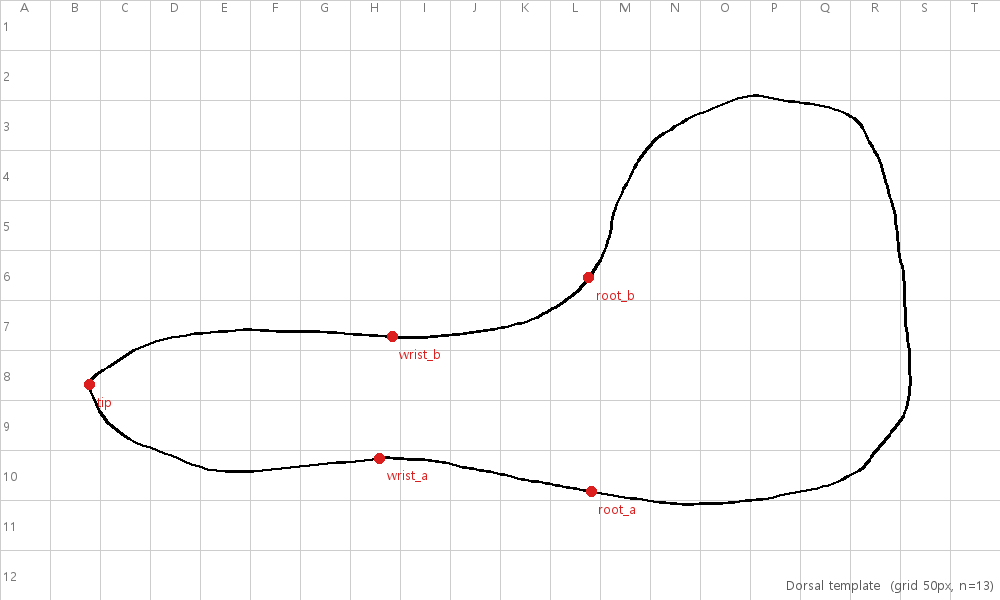 A B C D E F G H I J K L M N O P Q R S T
1
2
3
4
5
6
root_b
7
wrist_b
8
tip
9
wrist_a
10
root_a
11
12
Dorsal template (grid 50px, n=13)